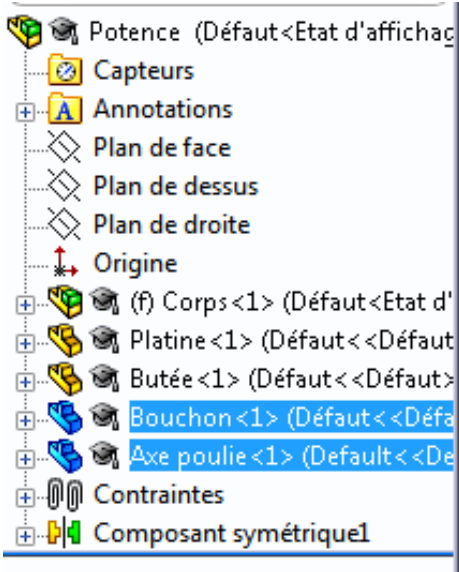 Potence (Défaut<Etat d'affichag
Capteurs
Annotations
Plan de face
Plan de dessus
Plan de droite
Origine
(f) Corps<1> (Défaut<Etat d'
Platine<1> (Défaut<<Défaut
Butée<1> (Défaut<<Défaut>
Bouchon<1> (Défaut<<Défa
Axe poulie<1> (Default<<De
Contraintes
Composant symétrique1